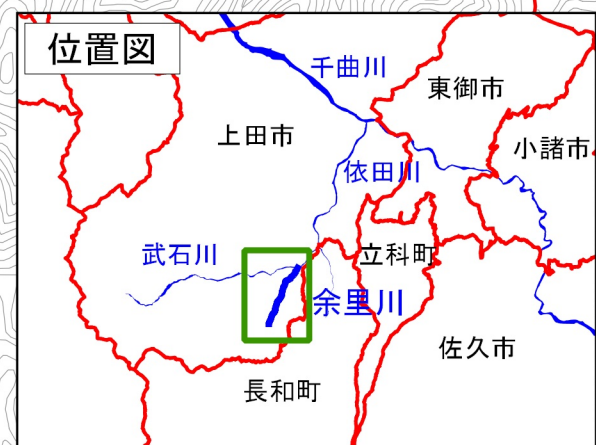 位置図
千曲川
東御市
上田市
小諸市
依田川
武石川
立科町
余里川
佐久市
長和町